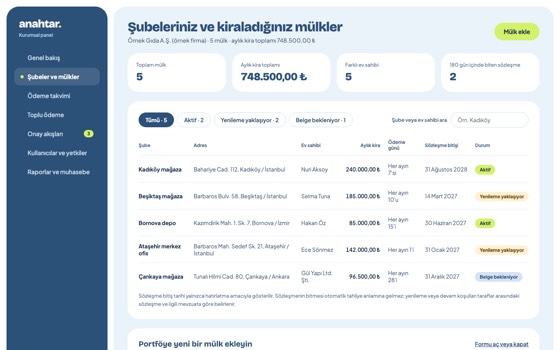 anahtar.
Kurumsal panel
Genel bakış
Şubeler ve mülkler
Ödeme takvimi
Toplu ödeme
Onay akışları 3
Kullanıcılar ve yetkiler
Raporlar ve muhasebe
Şubeleriniz ve kiraladığınız mülkler
Örnek Gıda A.Ş. (örnek firma) · 5 mülk · aylık kira toplamı 748.500,00 ₺
Mülk ekle
Toplam mülk
5
Aylık kira toplamı
748.500,00 ₺
Farklı ev sahibi
5
180 gün içinde biten sözleşme
2
Tümü · 5 Aktif · 2 Yenileme yaklaşıyor · 2 Belge bekleniyor · 1
Şube veya ev sahibi ara Örn. Kadıköy
Şube Adres Ev sahibi Aylık kira Ödeme günü Sözleşme bitişi Durum
Kadıköy mağaza Bahariye Cad. 112, Kadıköy / İstanbul Nuri Aksoy 240.000,00 ₺ Her ayın 7'si 31 Ağustos 2028 Aktif
Beşiktaş mağaza Barbaros Bulv. 58, Beşiktaş / İstanbul Selma Tuna 185.000,00 ₺ Her ayın 10'u 14 Mart 2027 Yenileme yaklaşıyor
Bornova depo Kazımdirik Mah. 1. Sk. 7, Bornova / İzmir Hakan Öz 85.000,00 ₺ Her ayın 15'i 30 Haziran 2027 Aktif
Ataşehir merkez ofis Barbaros Mah. Sedef Sk. 21, Ataşehir / İstanbul Ece Sönmez 142.000,00 ₺ Her ayın 1'i 31 Ocak 2027 Yenileme yaklaşıyor
Çankaya mağaza Tunalı Hilmi Cad. 80, Çankaya / Ankara Gül Yapı Ltd. Şti. 96.500,00 ₺ Her ayın 28'i 31 Aralık 2027 Belge bekleniyor
Sözleşme bitiş tarihi yalnızca hatırlatma amacıyla gösterilir. Sözleşmenin bitmesi otomatik tahliye anlamına gelmez; yenileme veya devam koşulları taraflar arasındaki
sözleşme ve ilgili mevzuata göre belirlenir.
Portföye yeni bir mülk ekleyin
Formu aç veya kapat